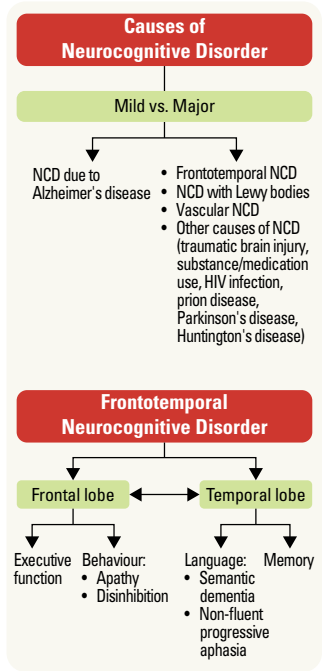 Causes of
Neurocognitive Disorder
Mild vs. Major
NCD due to
Alzheimer's disease
• Frontotemporal NCD
• NCD with Lewy bodies
• Vascular NCD
• Other causes of NCD
(traumatic brain injury,
substance/medication
use, HIV infection,
prion disease,
Parkinson's disease,
Huntington's disease)
Frontotemporal
Neurocognitive Disorder
Frontal lobe
Temporal lobe
Executive
function
Behaviour:
• Apathy
• Disinhibition
Language:
• Semantic
dementia
• Non-fluent
progressive
aphasia
Memory